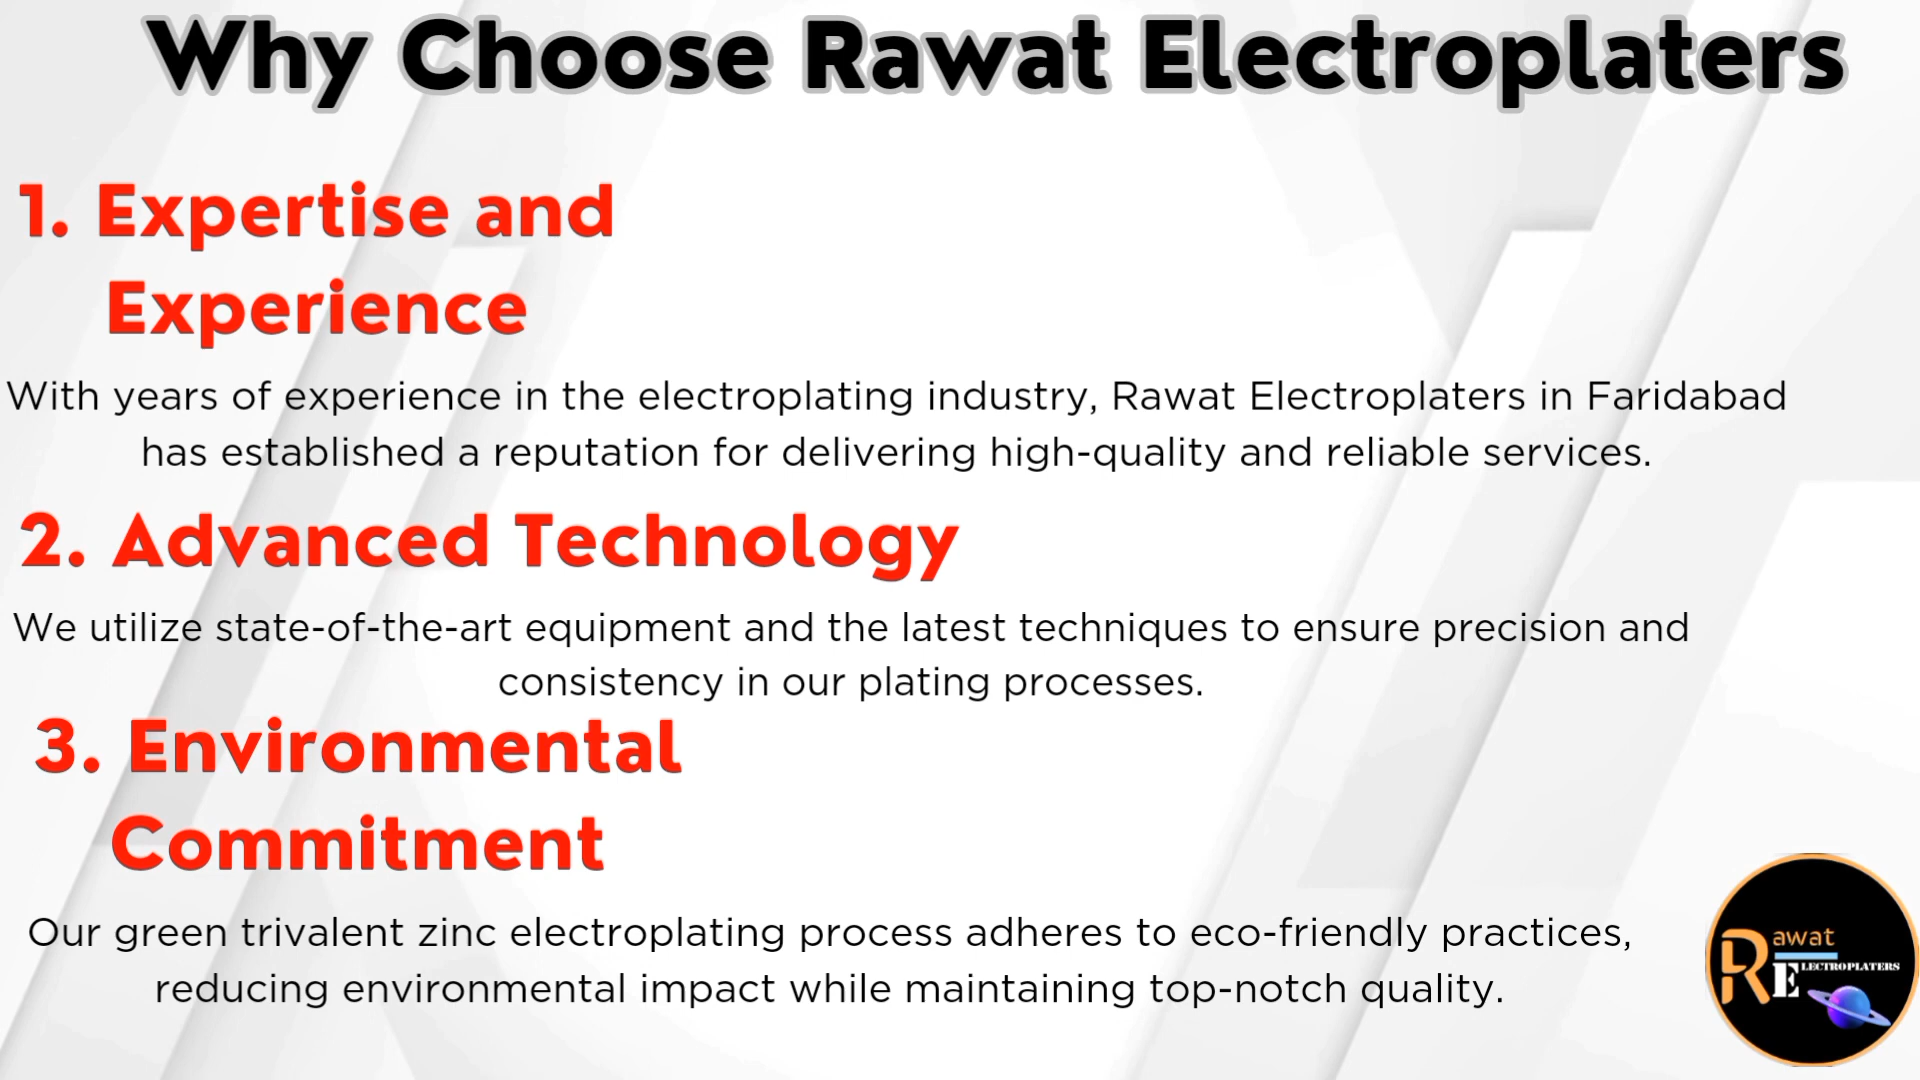 Why Choose Rawat Electroplaters
1. Expertise and
Experience
With years of experience in the electroplating industry, Rawat Electroplaters in Faridabad
has established a reputation for delivering high-quality and reliable services.
2. Advanced Technology
We utilize state-of-the-art equipment and the latest techniques to ensure precision and
consistency in our plating processes.
3. Environmental
Commitment
Our green trivalent zinc electroplating process adheres to eco-friendly practices,
reducing environmental impact while maintaining top-notch quality.
Rawat
ELECTROPLATERS